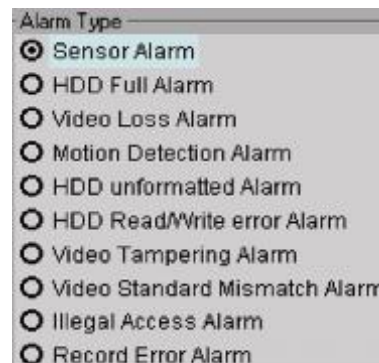 Alarm Type
Sensor Alarm
HDD Full Alarm
Video Loss Alarm
Motion Detection Alarm
HDD unformatted Alarm
HDD Read/Write error Alarm
Video Tampering Alarm
Video Standard Mismatch Alarm
Illegal Access Alarm
Record Error Alarm